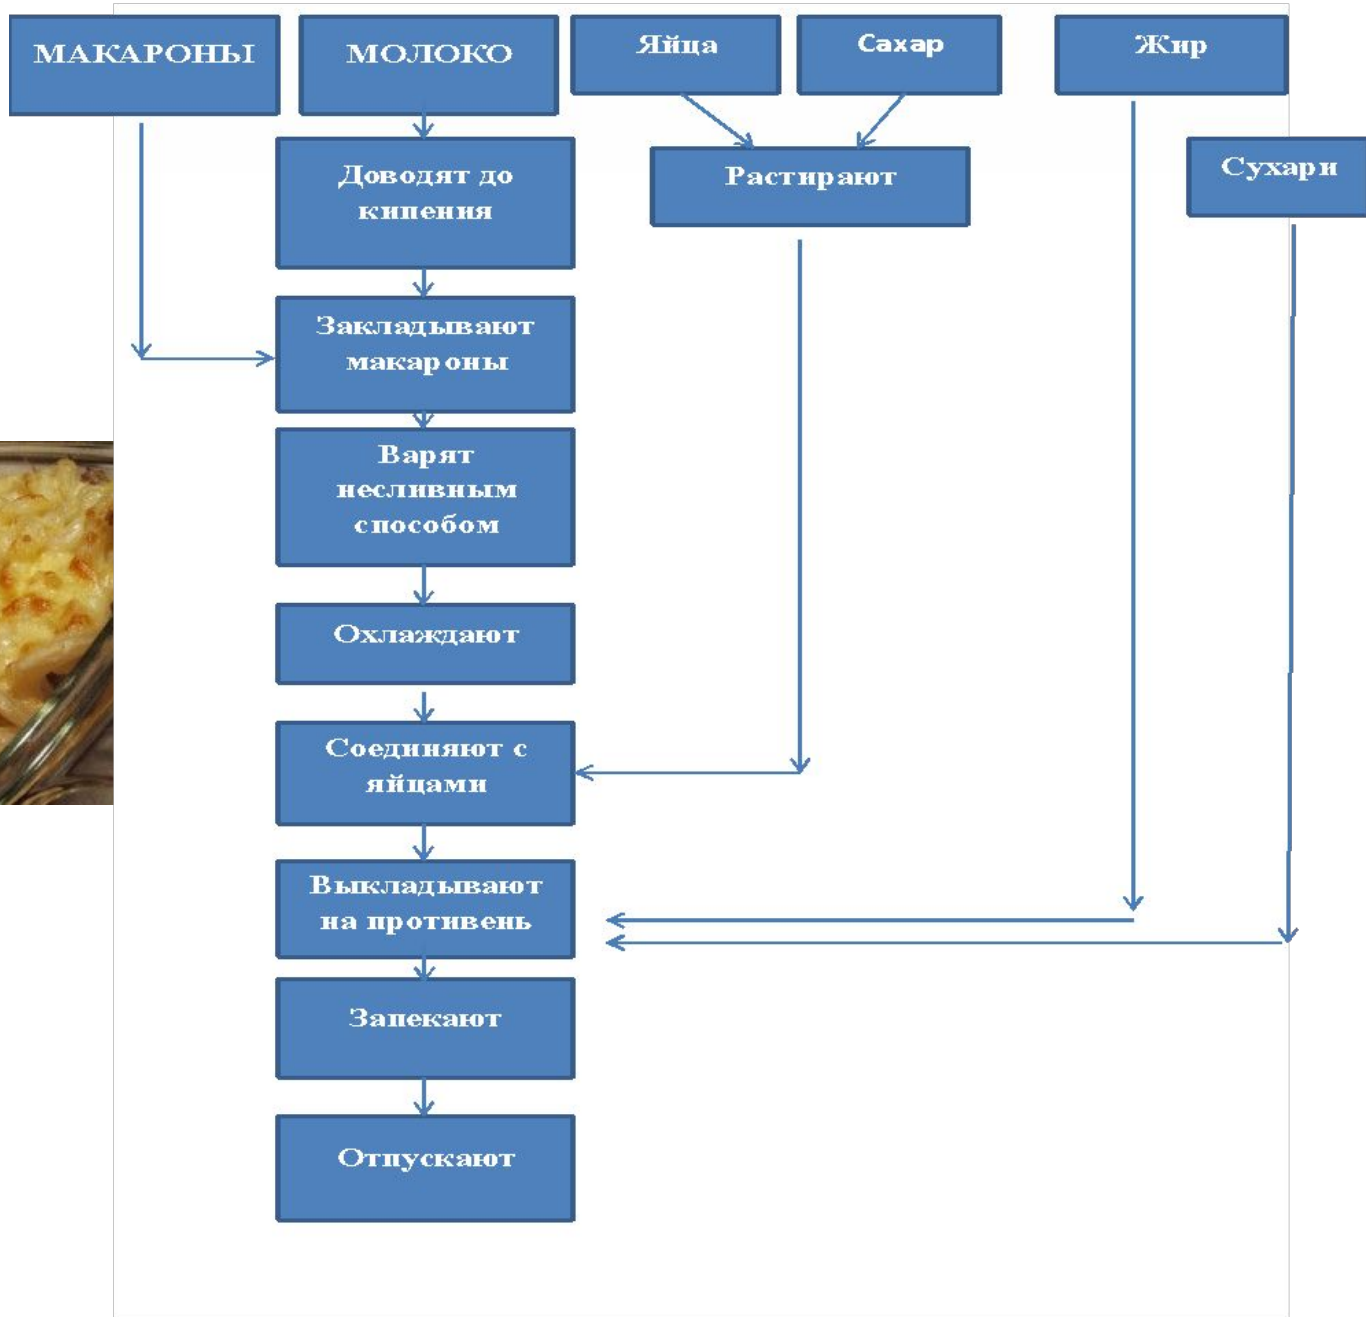 МАКАРОНЫ
МОЛОКО
Яйца
Сахар
Жир
Сухари
Доводят до
кипения
Растирают
Закладывают
макароны
Варят
несливным
способом
Охлаждают
Соединяют с
яйцами
Выкладывают
на противень
Запекают
Отпускают